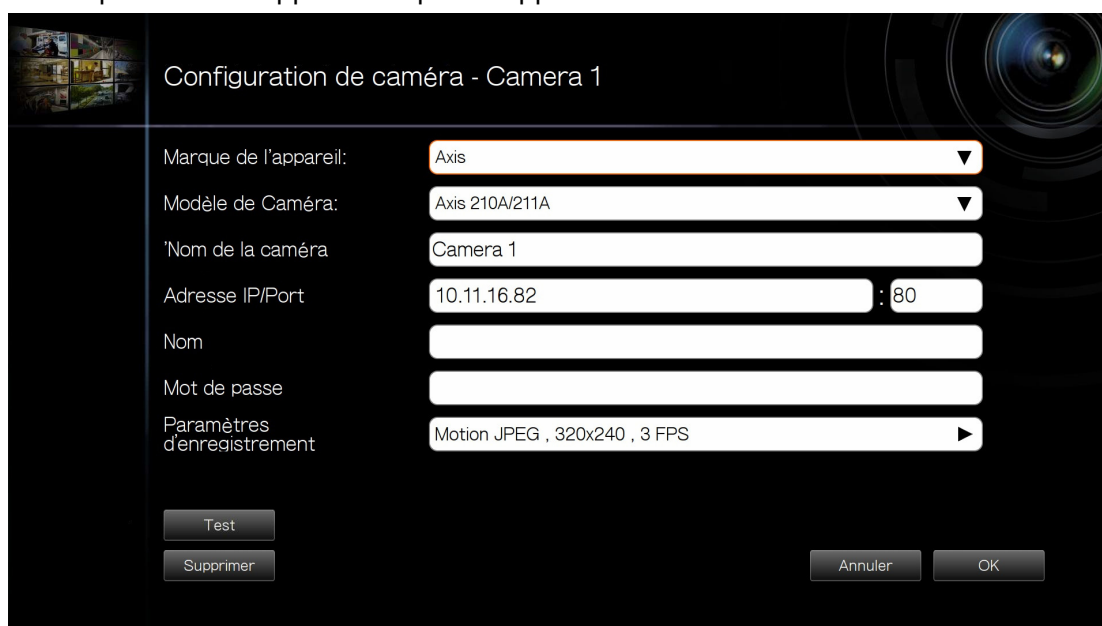 Configuration de caméra - Camera 1
Marque de l'appareil:
Axis
Modèle de Caméra:
Axis 210A/211A
'Nom de la caméra
Camera 1
Adresse IP/Port
10.11.16.82 : 80
Nom
Mot de passe
Paramètres
d'enregistrement
Motion JPEG , 320x240 , 3 FPS
Test
Supprimer
Annuler
OK